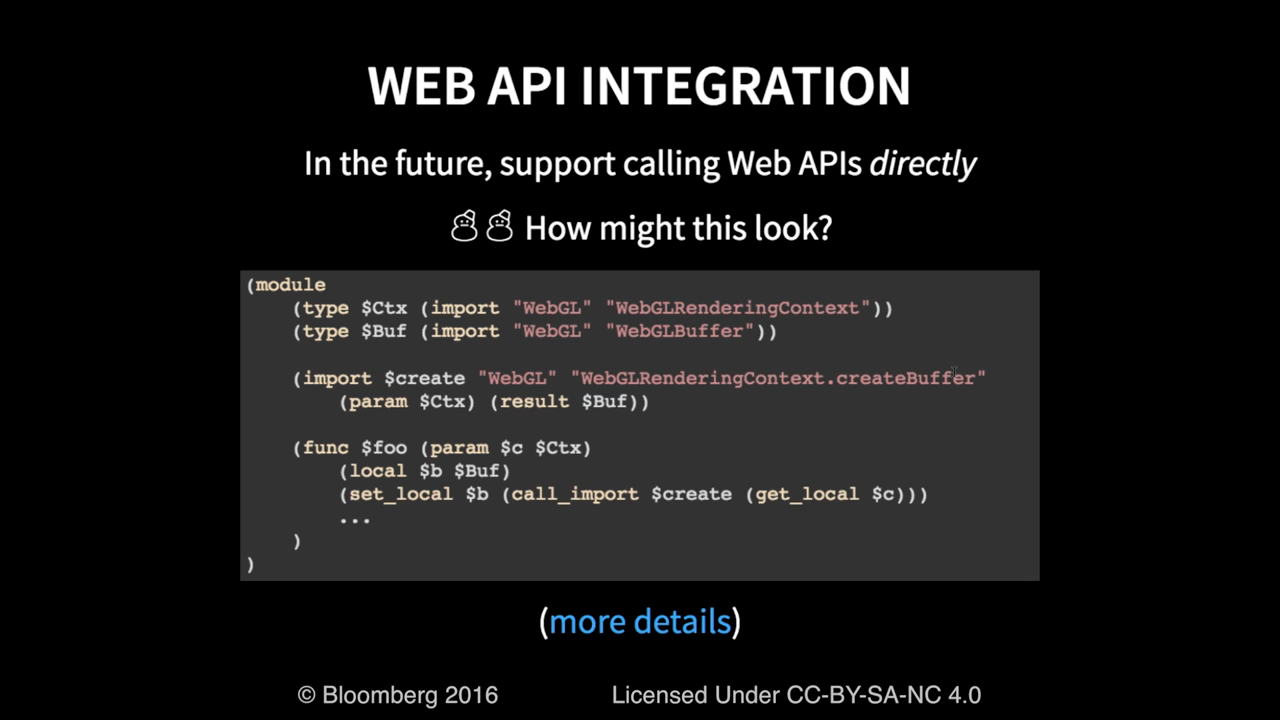 WEB API INTEGRATION
In the future, support calling Web APIs directly
How might this look?
(module
    (type $Ctx (import "WebGL" "WebGLRenderingContext"))
    (type $Buf (import "WebGL" "WebGLBuffer"))
    (import $create "WebGL" "WebGLRenderingContext.createBuffer"
        (param $Ctx) (result $Buf))
    (func $foo (param $c $Ctx)
        (local $b $Buf)
        (set_local $b (call_import $create (get_local $c)))
        ...
    )
)
(more details)
© Bloomberg 2016 Licensed Under CC-BY-SA-NC 4.0